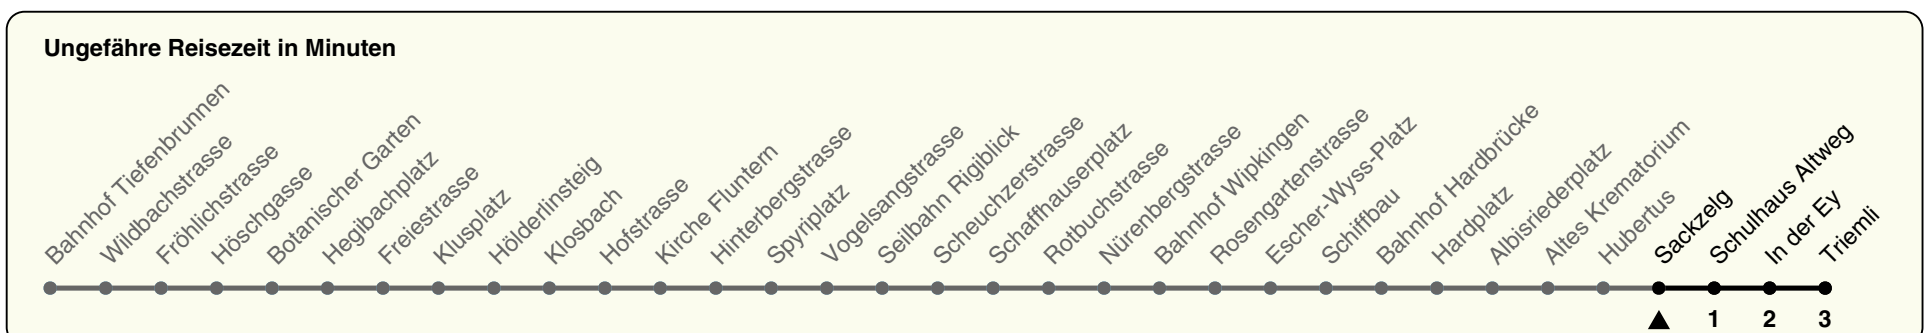 Ungefähre Reisezeit in Minuten
Bahnhof Tiefenbrunnen
Wildbachstrasse
Fröhlichstrasse
Höschgasse
Botanischer Garten
Hegibachplatz
Freiestrasse
Klusplatz
Hölderlinsteig
Klosbach
Hofstrasse
Kirche Fluntern
Hinterbergstrasse
Spyriplatz
Vogelsangstrasse
Seilbahn Rigiblick
Scheuchzerstrasse
Schaffhauserplatz
Rotbuchstrasse
Nürenbergstrasse
Bahnhof Wipkingen
Rosengartenstrasse
Escher-Wyss-Platz
Schiffbau
Bahnhof Hardbrücke
Hardplatz
Albisriederplatz
Altes Krematorium
Hubertus
Sackzelg
Schulhaus Altweg
In der Ey
Triemli
1 2 3